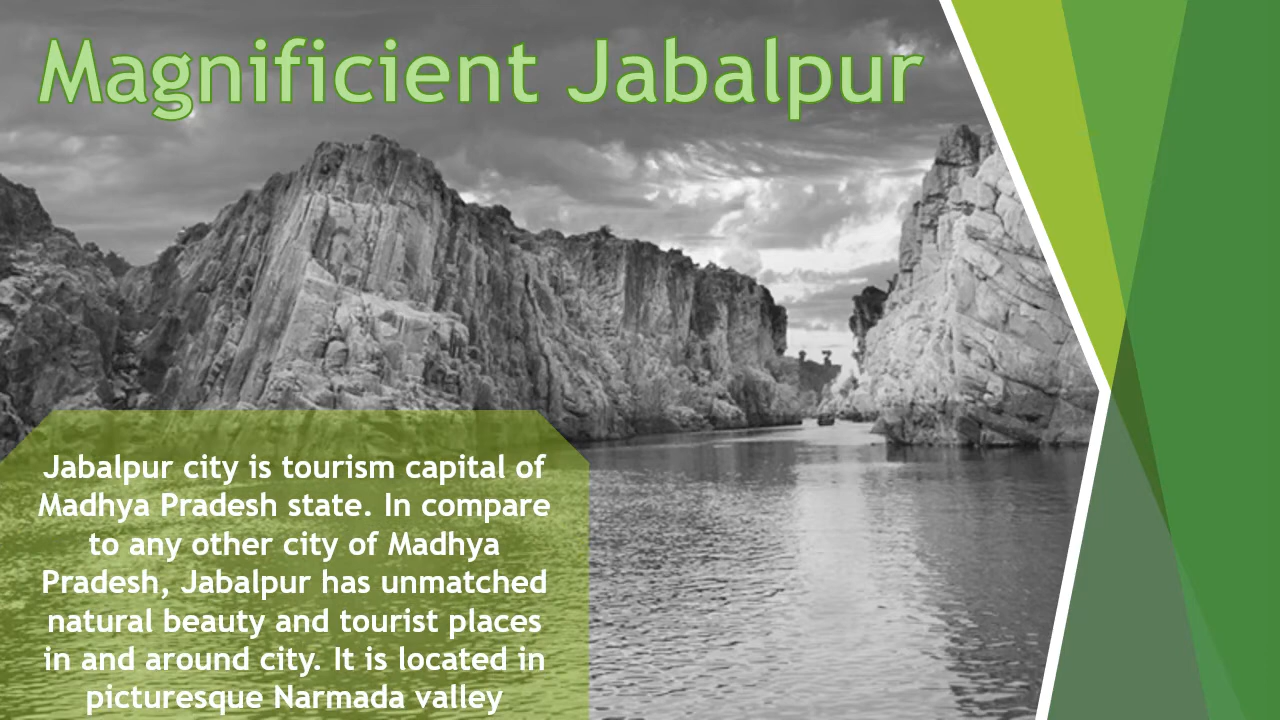 Magnificient Jabalpur
Jabalpur city is tourism capital of
Madhya Pradesh state. In compare
to any other city of Madhya
Pradesh, Jabalpur has unmatched
natural beauty and tourist places
in and around city. It is located in
picturesque Narmada valley